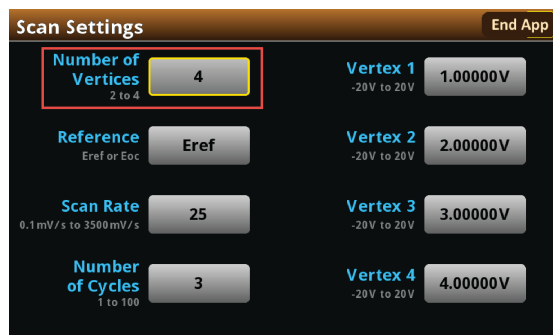 Scan Settings
End App
Number of
Vertices
2 to 4
4
Vertex 1
-20V to 20V
1.00000V
Reference
Eref or Eoc
Eref
Vertex 2
-20V to 20V
2.00000V
Scan Rate
0.1mV/s to 3500mV/s
25
Vertex 3
-20V to 20V
3.00000V
Number
of Cycles
1 to 100
3
Vertex 4
-20V to 20V
4.00000V